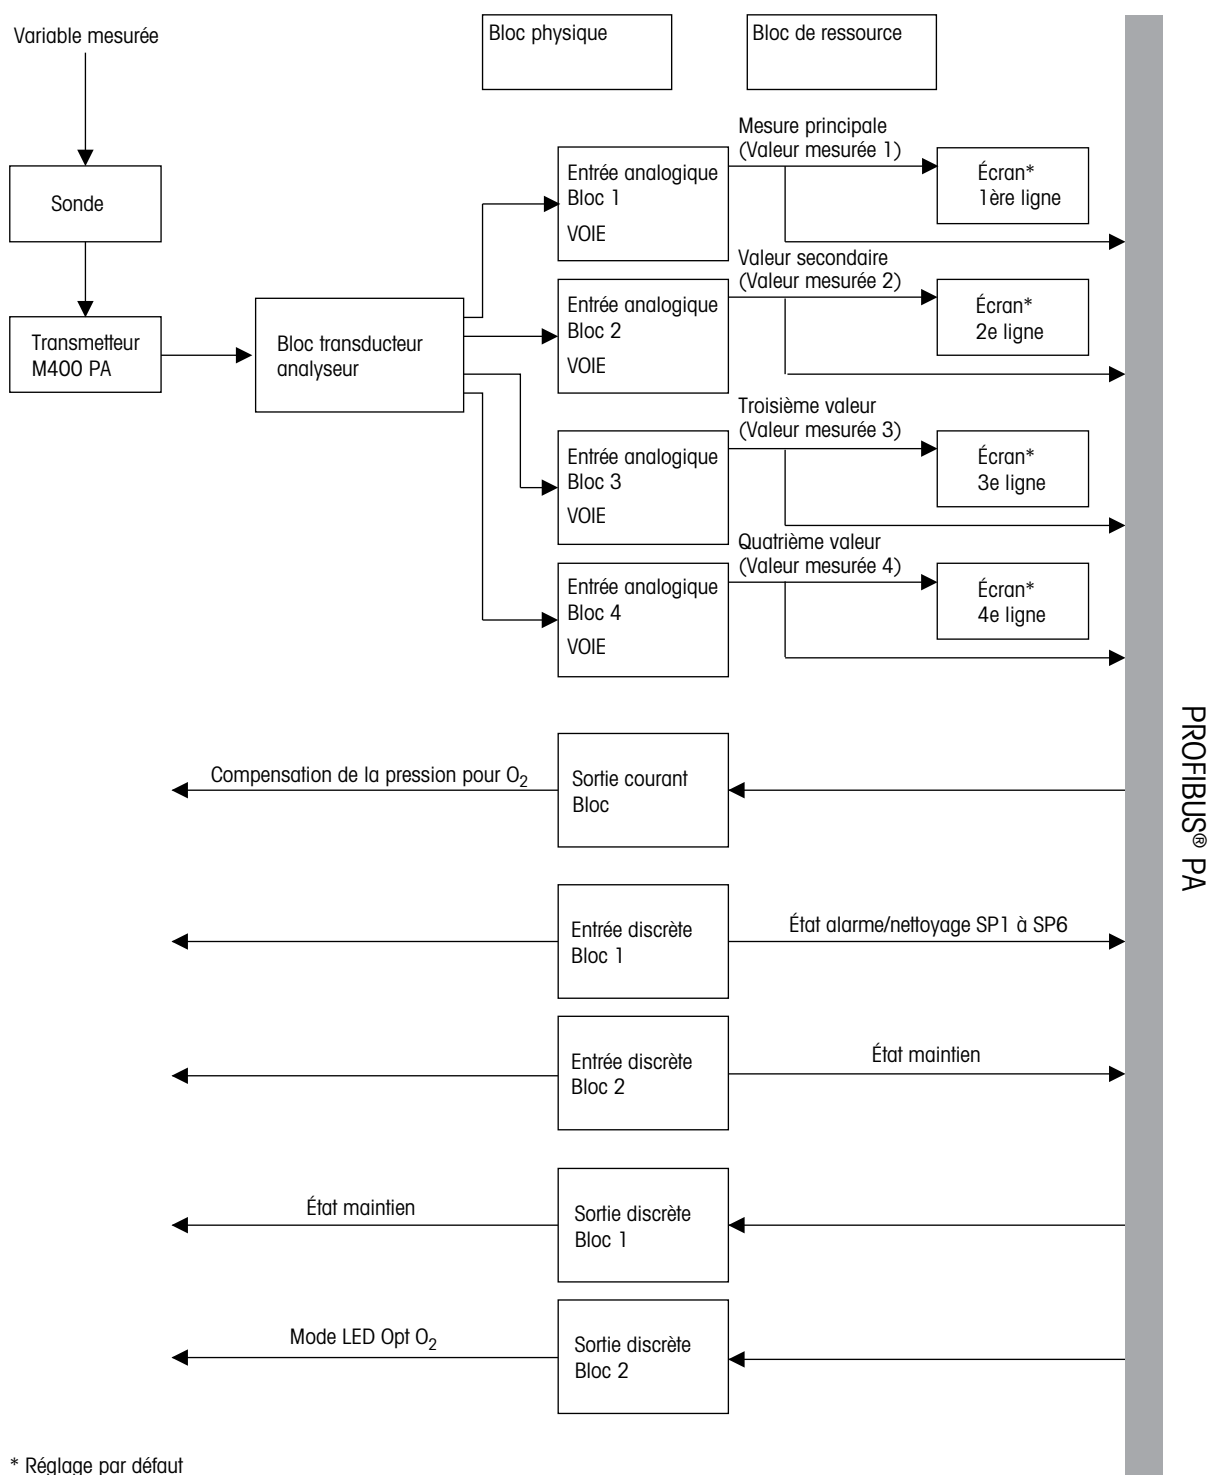 Variable mesurée
Bloc physique
Bloc de ressource
Sonde
Transmetteur
M400 PA
Bloc transducteur
analyseur
Entrée analogique
Bloc 1
VOIE
Mesure principale
(Valeur mesurée 1)
Écran*
1ère ligne
Entrée analogique
Bloc 2
VOIE
Valeur secondaire
(Valeur mesurée 2)
Écran*
2e ligne
Entrée analogique
Bloc 3
VOIE
Troisième valeur
(Valeur mesurée 3)
Écran*
3e ligne
Entrée analogique
Bloc 4
VOIE
Quatrième valeur
(Valeur mesurée 4)
Écran*
4e ligne
PROFIBUS® PA
Compensation de la pression pour O₂
Sortie courant
Bloc
Entrée discrète
Bloc 1
État alarme/nettoyage SP1 à SP6
Entrée discrète
Bloc 2
État maintien
État maintien
Sortie discrète
Bloc 1
Mode LED Opt O₂
Sortie discrète
Bloc 2
* Réglage par défaut